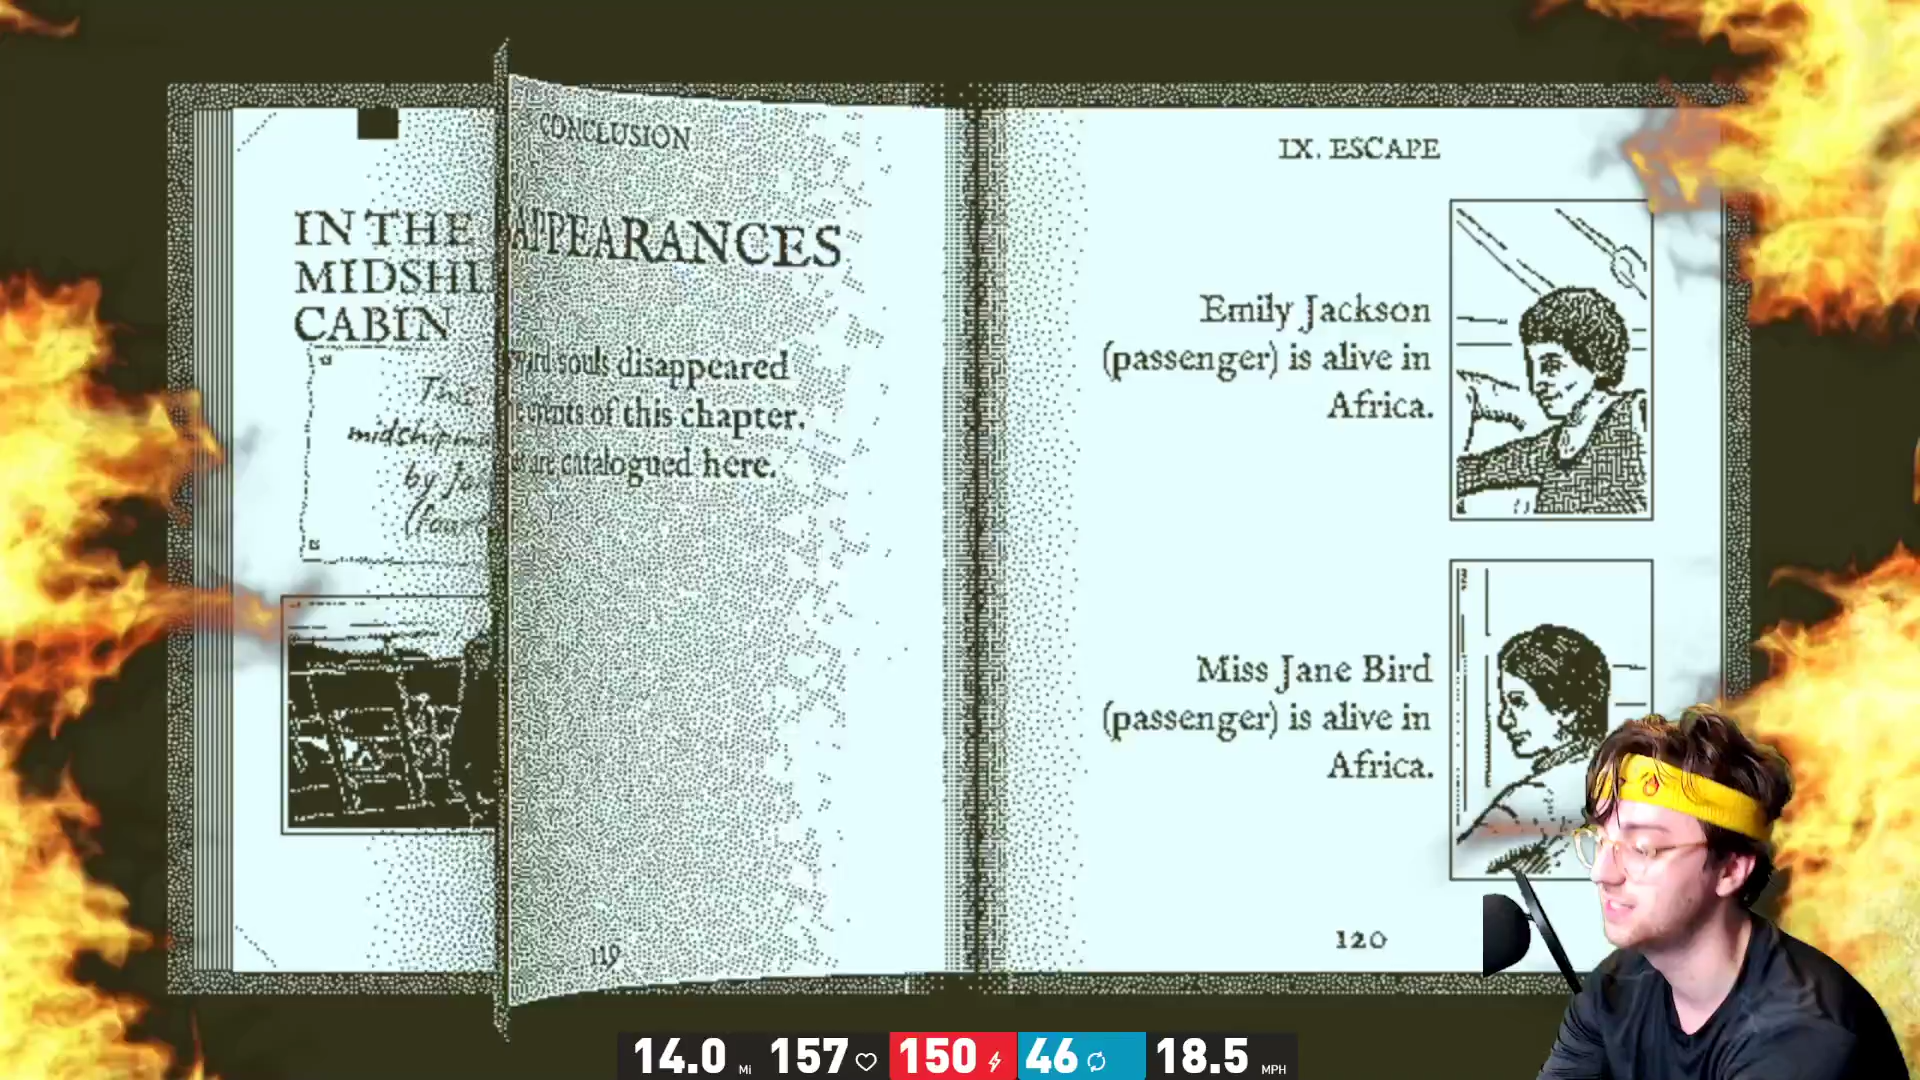 IN THE
CABIN
CONCLUSION
souls disappeared
of this chapter.
catalogued here.
119
IX. ESCAPE
Emily Jackson
(passenger) is alive in
Africa.
Miss Jane Bird
(passenger) is alive in
Africa.
120
14.0 Mi 157 150 46 18.5 MPH